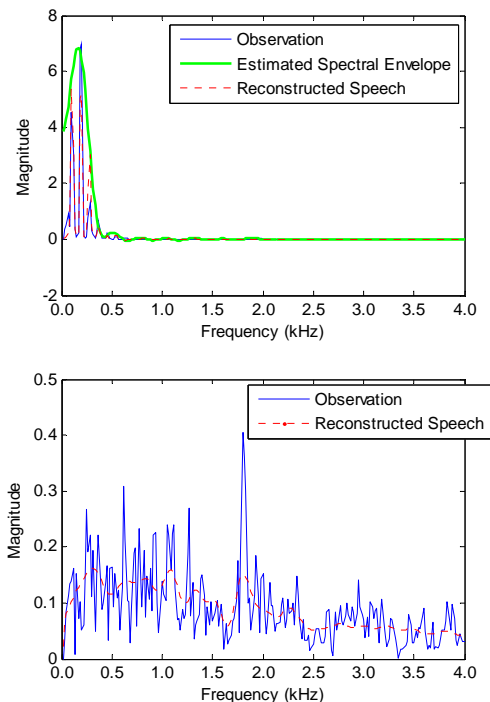 8
6
4
2
0
-2
Magnitude
Observation
Estimated Spectral Envelope
Reconstructed Speech
0.0 0.5 1.0 1.5 2.0 2.5 3.0 3.5 4.0
Frequency (kHz)
0.5
0.4
0.3
0.2
0.1
0
Magnitude
Observation
Reconstructed Speech
0.0 0.5 1.0 1.5 2.0 2.5 3.0 3.5 4.0
Frequency (kHz)